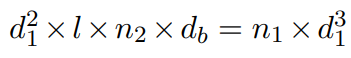 d_1^2 × l × n_2 × d_b = n_1 × d_1^3